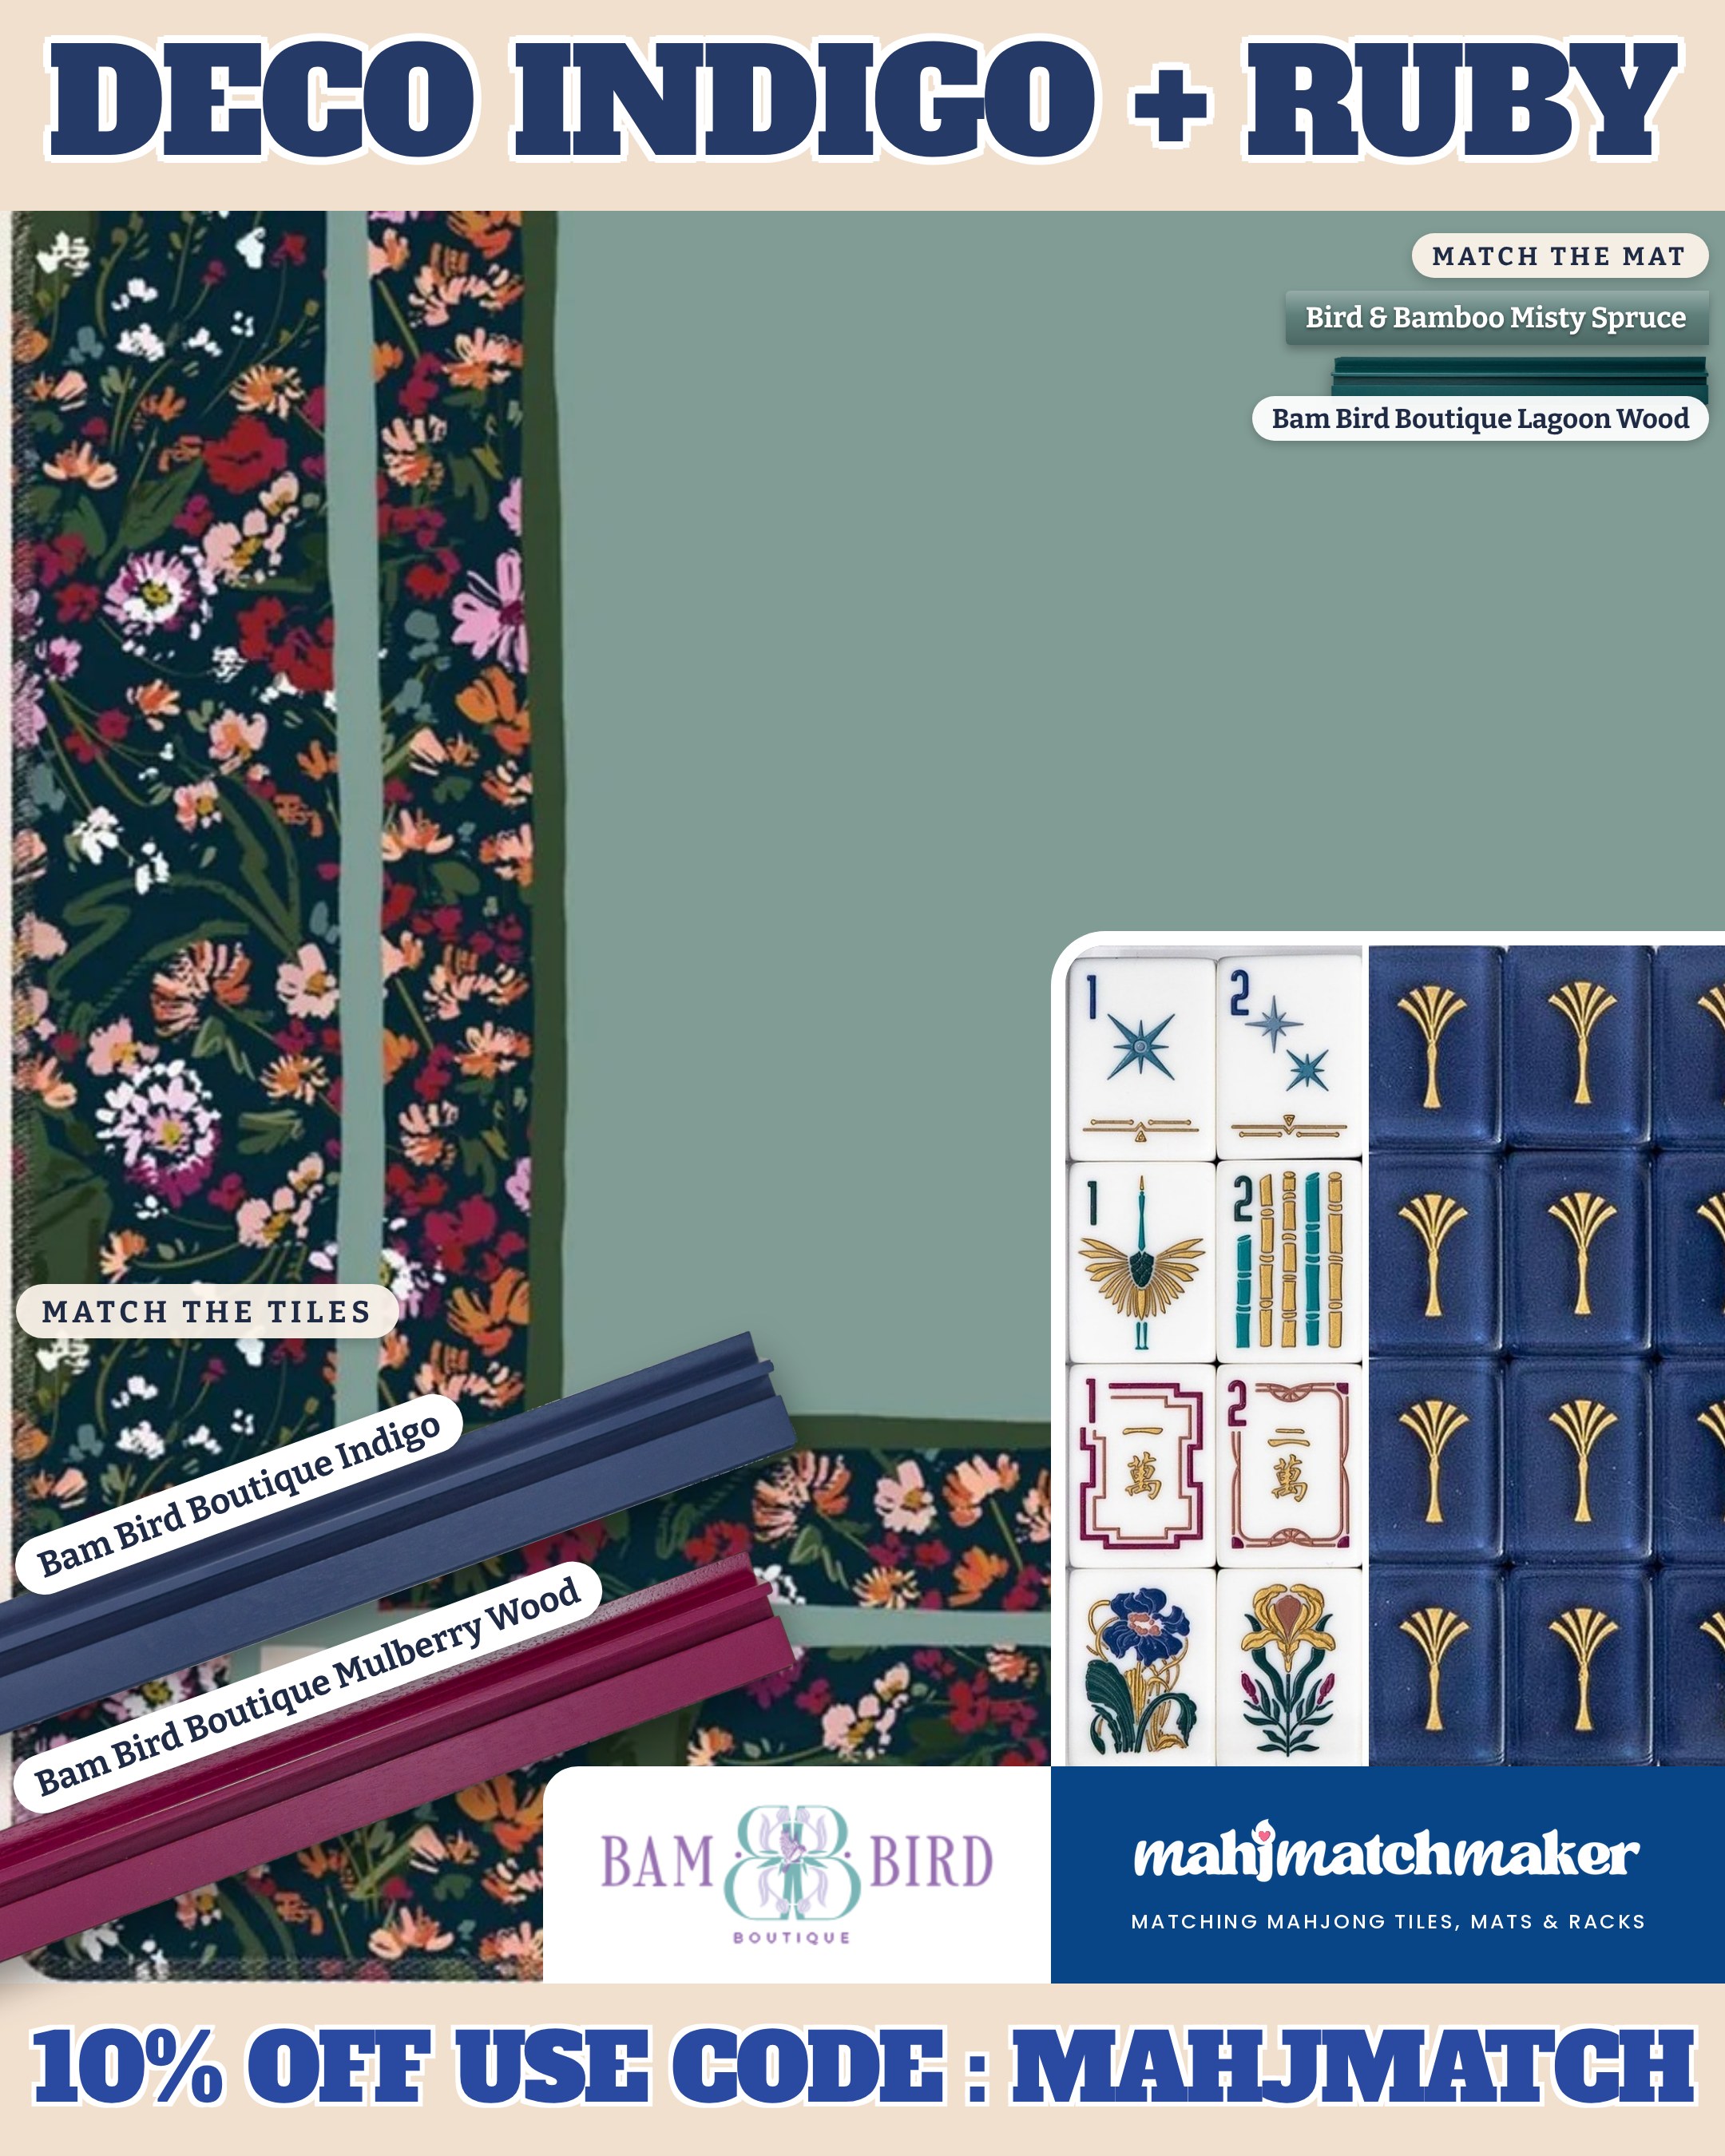 DECO INDIGO + RUBY
MATCH THE MAT
Bird & Bamboo Misty Spruce
Bam Bird Boutique Lagoon Wood
1
2
1
2
1
2
一
二
萬
萬
MATCH THE TILES
Bam Bird Boutique Indigo
Bam Bird Boutique Mulberry Wood
BAM BIRD
BOUTIQUE
mahjmatchmaker
MATCHING MAHJONG TILES, MATS & RACKS
10% OFF USE CODE : MAHJMATCH